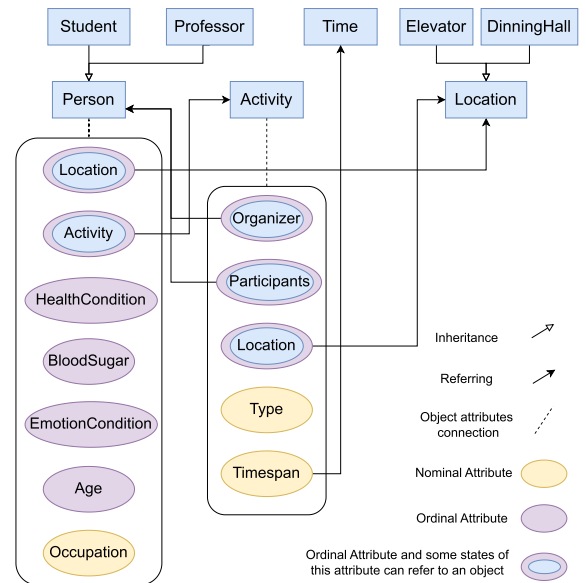 Student
Professor
Time
Elevator
DinningHall
Person
Activity
Location
Location
Activity
HealthCondition
BloodSugar
EmotionCondition
Age
Occupation
Organizer
Participants
Location
Type
Timespan
Inheritance
Referring
Object attributes
connection
Nominal Attribute
Ordinal Attribute
Ordinal Attribute and some states of
this attribute can refer to an object